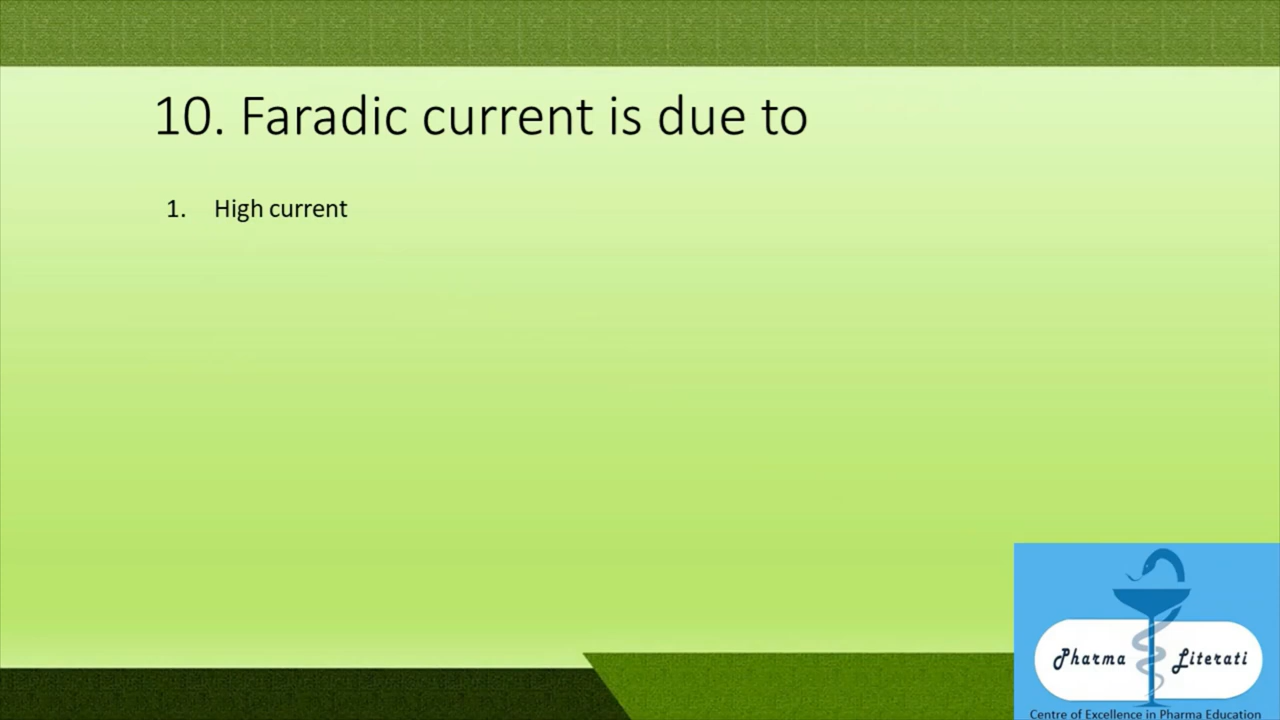 10. Faradic current is due to
1. High current
Pharma Literati
Centre of Excellence in Pharma Education